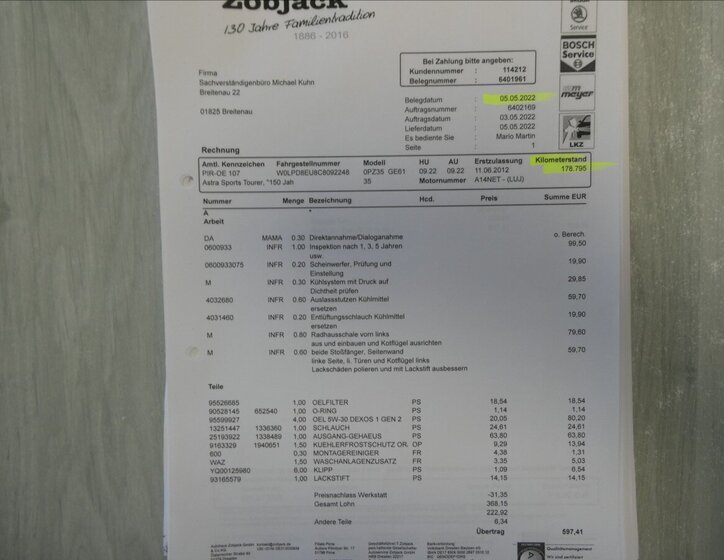 Zobjack
130 Jahre Familientradition
1886 - 2016
Service
BOSCH
Service
meyer
LKZ
Bei Zahlung bitte angeben:
Kundennummer : 114212
Belegnummer : 6401961
Firma
Sachverständigenbüro Michael Kuhn
Breitenau 22
01825 Breitenau
Belegdatum : 05.05.2022
Auftragsnummer : 6402169
Auftragsdatum : 03.05.2022
Lieferdatum : 05.05.2022
Es bediente Sie : Mario Martin
Seite : 1
Rechnung
Amtl. Kennzeichen Fahrgestellnummer Modell HU AU Erstzulassung Kilometerstand
PIR-DE 107 W0LPD8EU8C8092248 0PZ35 GE61 09.22 09.22 11.06.2012 178.795
Astra Sports Tourer, "150 Jah 35 Motornummer A14NET- (LUJ)
Nummer Menge Bezeichnung Hcd. Preis Summe EUR
A
Arbeit
DA MAMA 0.30 Direktannahme/Dialoganahme o. Berech.
0600933 INFR 1.00 Inspektion nach 1, 3, 5 Jahren 99,50
usw.
0600933075 INFR 0.20 Scheinwerfer, Prüfung und 19,90
Einstellung
M INFR 0.30 Kühlsystem mit Druck auf 29,85
Dichtheit prüfen
4032680 INFR 0.60 Auslassstutzen Kühlmittel 59,70
ersetzen
4031460 INFR 0.20 Entlüftungsschlauch Kühlmittel 19,90
ersetzen
M INFR 0.80 Radhausschale vorn links 79,60
aus und einbauen und Kotflügel ausrichten
M INFR 0.60 beide Stoßfänger, Seitenwand 59,70
linke Seite, li. Türen und Kotflügel links
Lackschäden polieren und mit Lackstift ausbessern
Teile
95526685 1,00 OELFILTER PS 18,54 18,54
90528145 652540 1,00 O-RING PS 1,14 1,14
95599927 4,00 OEL 5W-30 DEXOS 1 GEN 2 PS 20,05 80,20
13251447 1336360 1,00 SCHLAUCH PS 24,61 24,61
25193922 1338489 1,00 AUSGANG-GEHAEUS PS 63,80 63,80
9163329 1940651 1,50 KUEHLERFROSTSCHUTZ OR. OP 9,29 13,94
600 0,30 MONTAGEREINIGER FR 4,38 1,31
WAZ 1,50 WASCHANLAGENZUSATZ FR 3,35 5,03
YQ00125980 6,00 KLIPP PS 1,09 6,54
93165579 1,00 LACKSTIFT PS 14,15 14,15
Preisnachlass Werkstatt -31,35
Gesamt Lohn 368,15
222,92
Andere Teile 6,34
Übertrag 597,41
Qualitätsmanagement
Wir sind zertifiziert